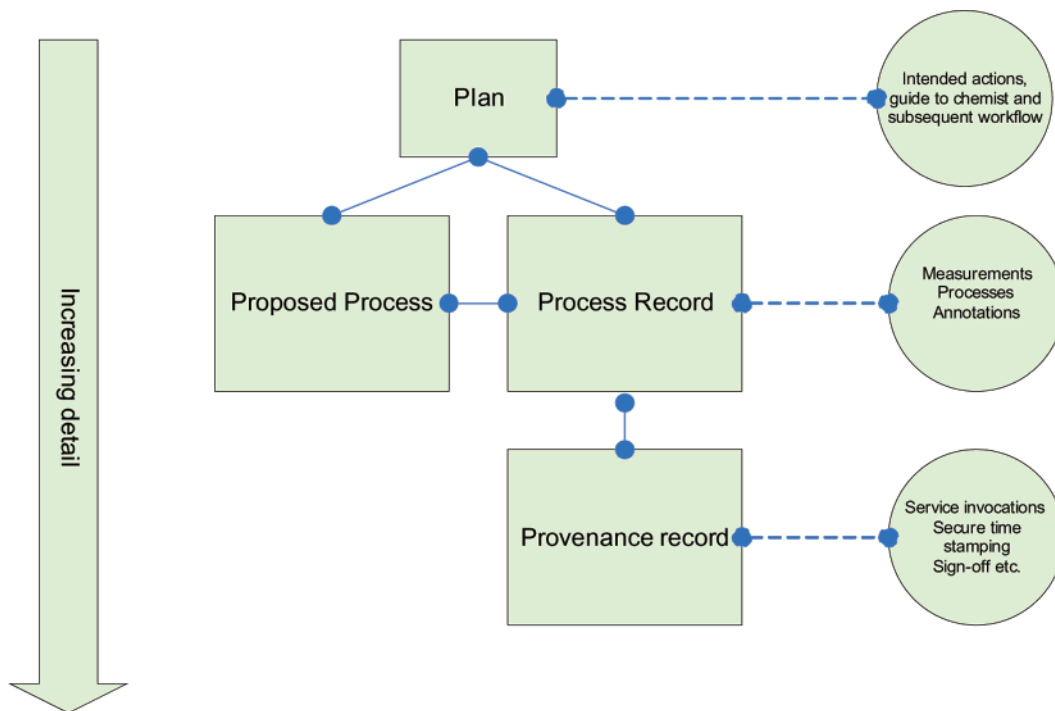 Plan
Intended actions,
guide to chemist and
subsequent workflow
Increasing detail
Proposed Process
Process Record
Measurements
Processes
Annotations
Provenance record
Service invocations
Secure time
stamping
Sign-off etc.